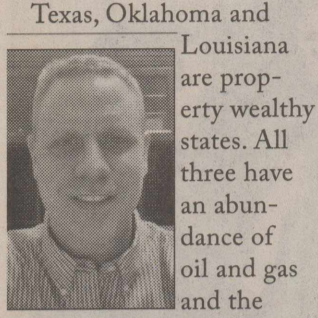 Texas, Oklahoma and
Louisiana
are prop-
erty wealthy
states. All
three have
an abun-
dance of
oil and gas
and the